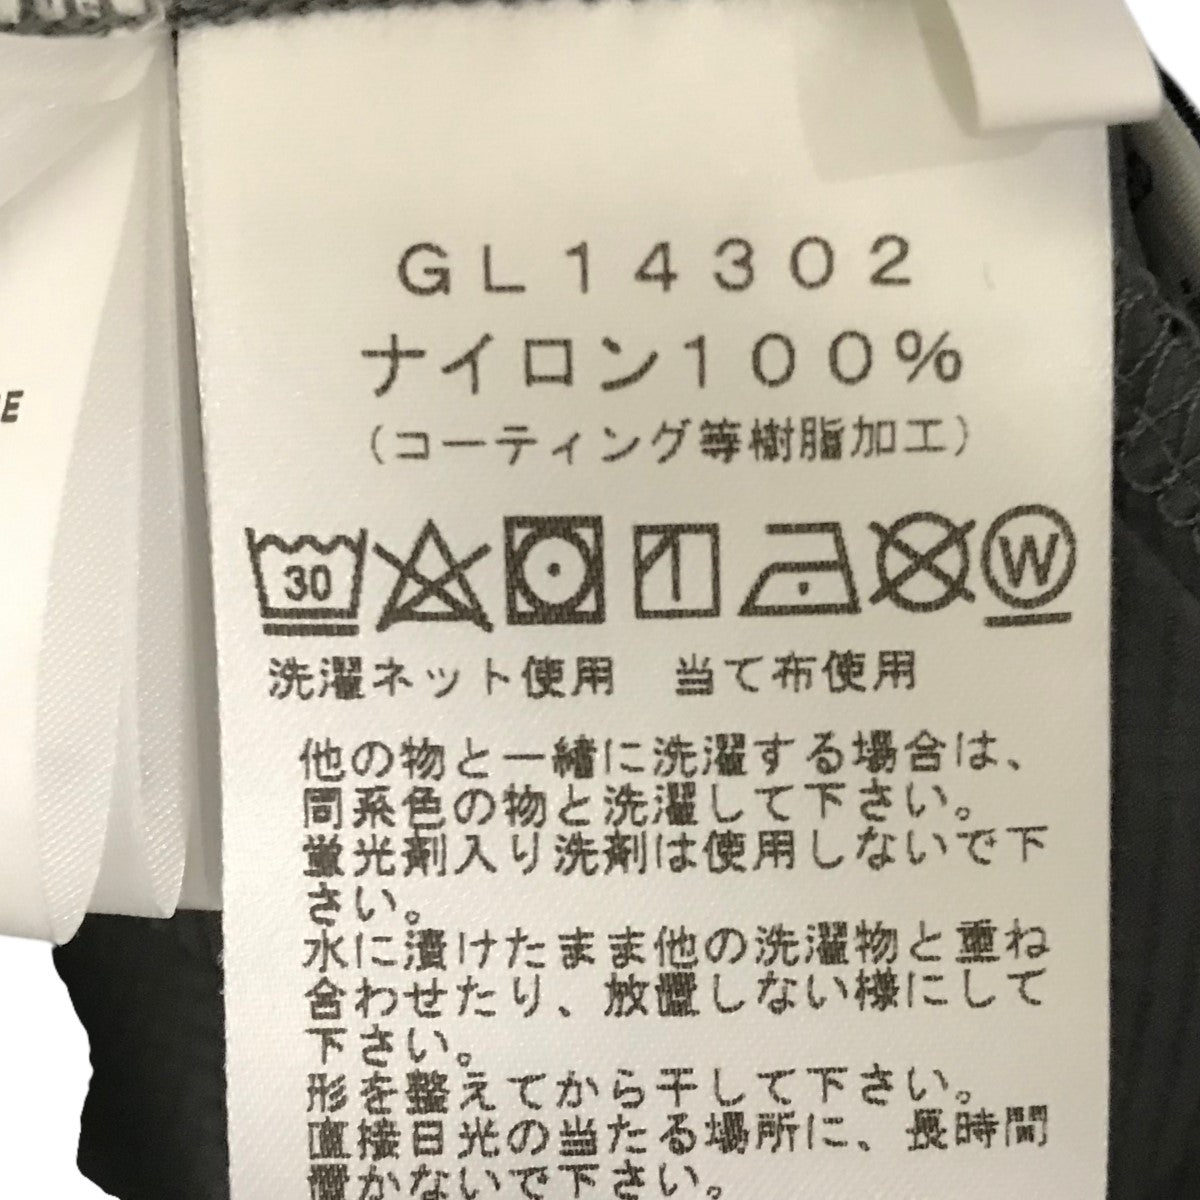 GL14302
ナイロン100%
(コーティング等樹脂加工)
30
W
洗濯ネット使用　当て布使用
他の物と一緒に洗濯する場合は、
同系色の物と洗濯して下さい。
蛍光剤入り洗剤は使用しないで下
さい。
水に漬けたまま他の洗濯物と重ね
合わせたり、放置しない様にして
下さい。
形を整えてから干して下さい。
直接日光の当たる場所に、長時間
置かないで下さい。